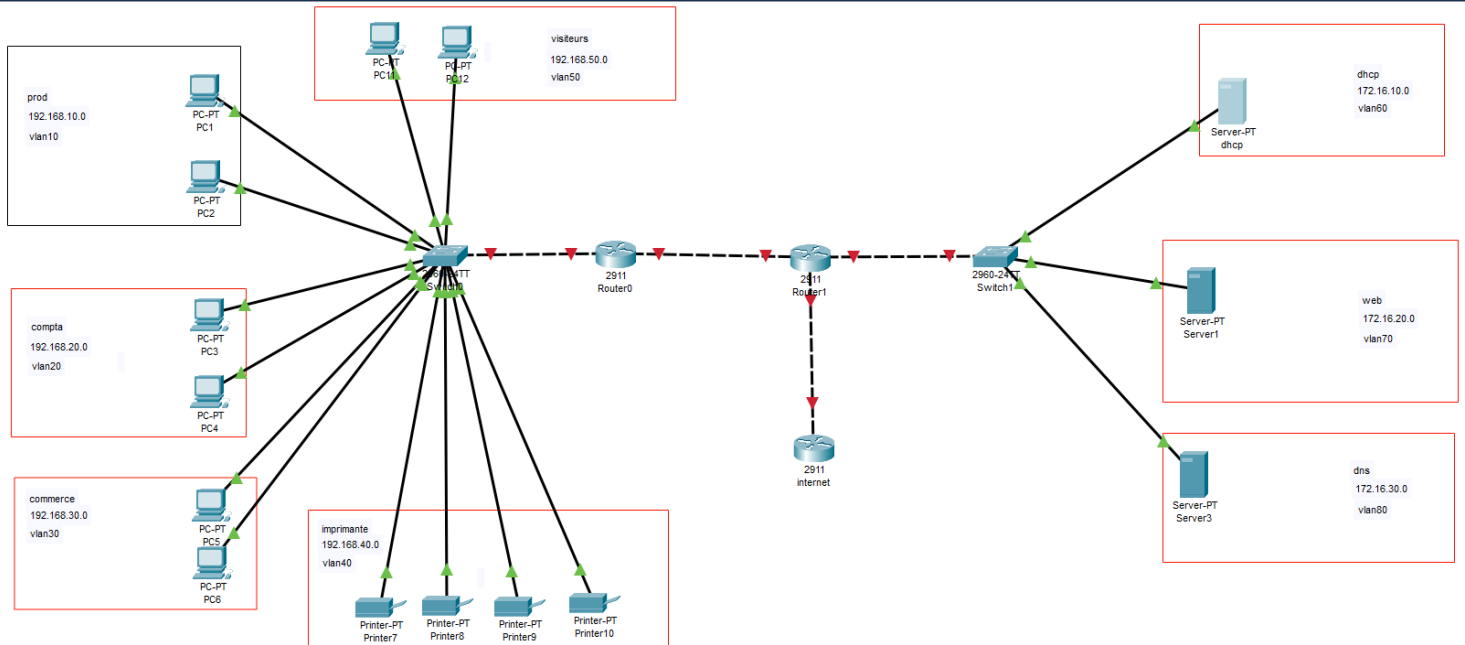 visiteurs
192.168.50.0
vlan50
PC-PT
PC11
PC-PT
PC12
prod
192.168.10.0
vlan10
PC-PT
PC1
PC-PT
PC2
dhcp
172.16.10.0
vlan60
Server-PT
dhcp
2960-24TT
Switch0
2911
Router0
2911
Router1
2960-24TT
Switch1
compta
192.168.20.0
vlan20
PC-PT
PC3
PC-PT
PC4
web
172.16.20.0
vlan70
Server-PT
Server1
commerce
192.168.30.0
vlan30
PC-PT
PC5
PC-PT
PC6
2911
internet
dns
172.16.30.0
vlan80
Server-PT
Server3
imprimante
192.168.40.0
vlan40
Printer-PT
Printer7
Printer-PT
Printer8
Printer-PT
Printer9
Printer-PT
Printer10